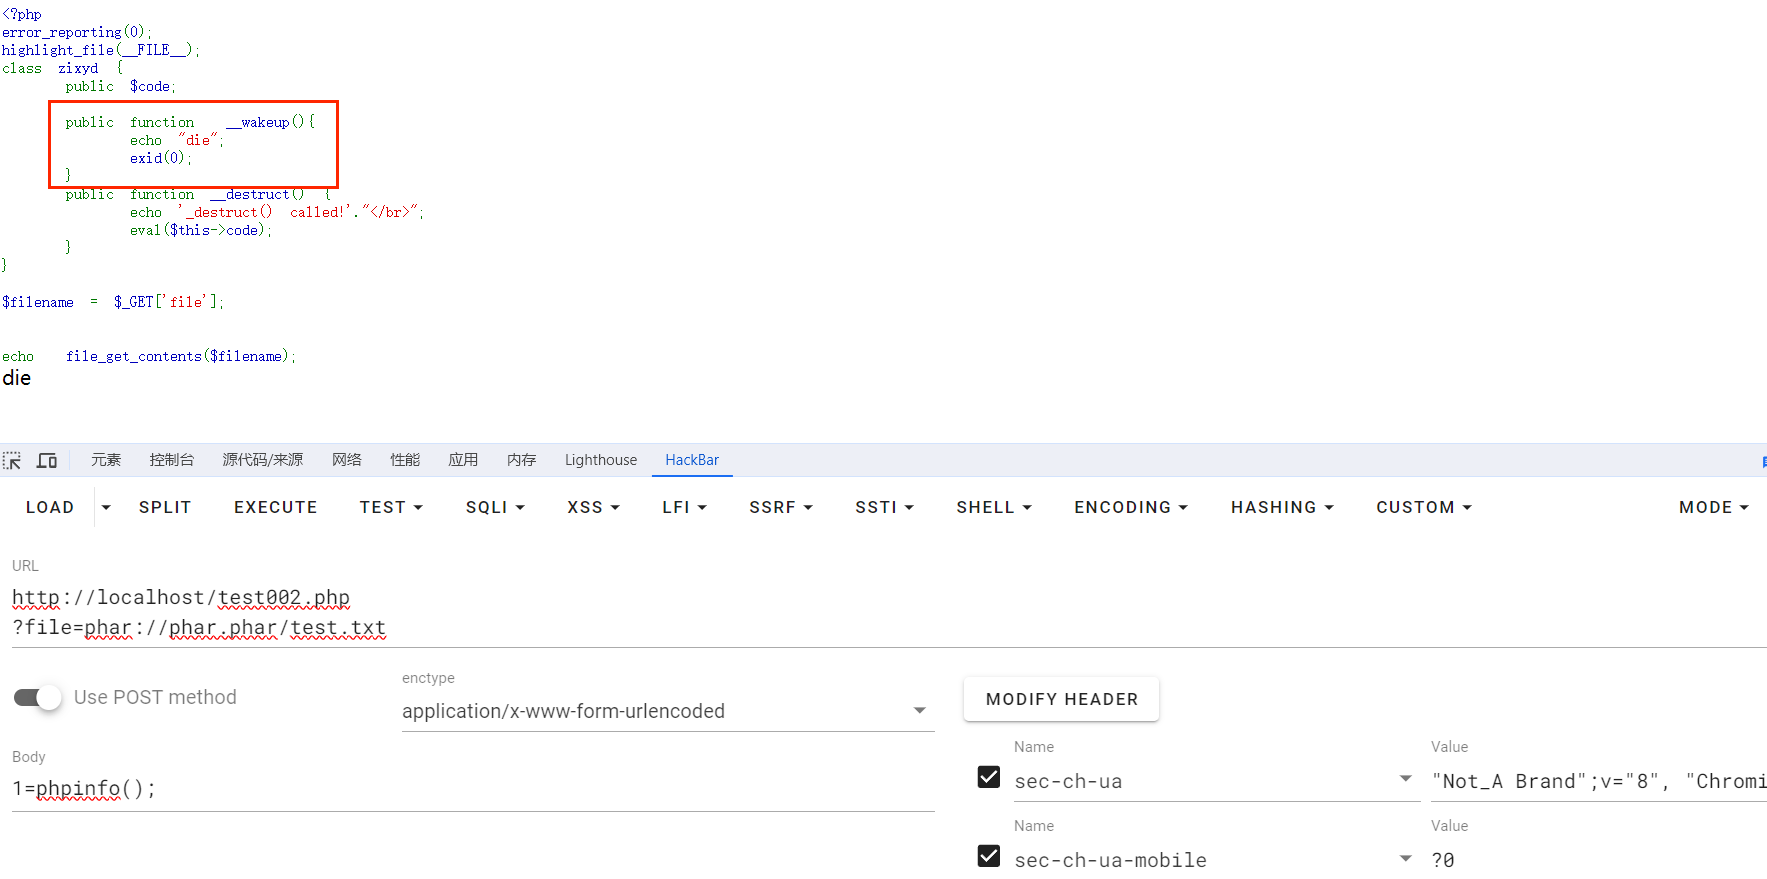 <?php
error_reporting(0);
highlight_file(__FILE__);
class zixyd {
public $code;
public function __wakeup(){
echo "die";
exid(0);
}
public function __destruct() {
echo '_destruct() called!'."</br>";
eval($this->code);
}
}
$filename = $_GET['file'];
echo file_get_contents($filename);
die
元素 控制台 源代码/来源 网络 性能 应用 内存 Lighthouse HackBar
LOAD SPLIT EXECUTE TEST SQLI XSS LFI SSRF SSTI SHELL ENCODING HASHING CUSTOM MODE
URL
http://localhost/test002.php
?file=phar://phar.phar/test.txt
Use POST method
enctype
application/x-www-form-urlencoded
MODIFY HEADER
Body
1=phpinfo();
Name Value
sec-ch-ua "Not_A Brand";v="8", "Chromi
Name Value
sec-ch-ua-mobile ?0